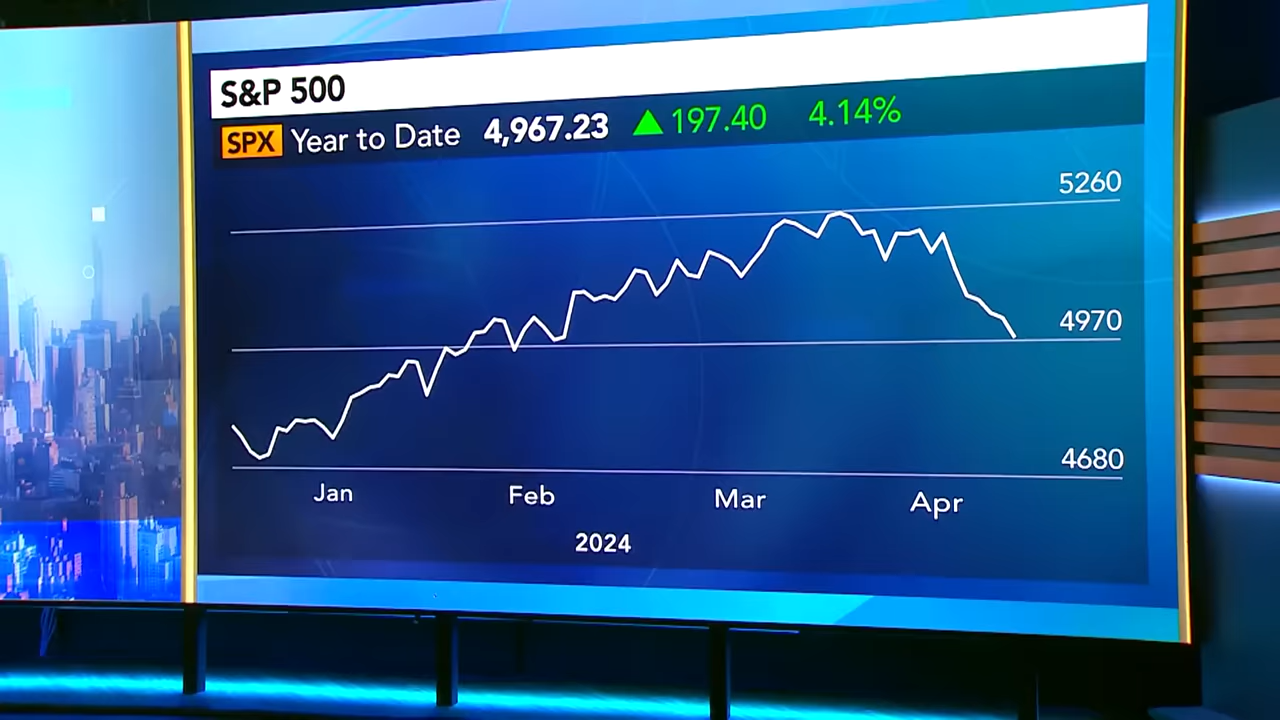 S&P 500
SPX Year to Date 4,967.23 ▲ 197.40 4.14%
5260
4970
4680
Jan Feb Mar Apr
2024